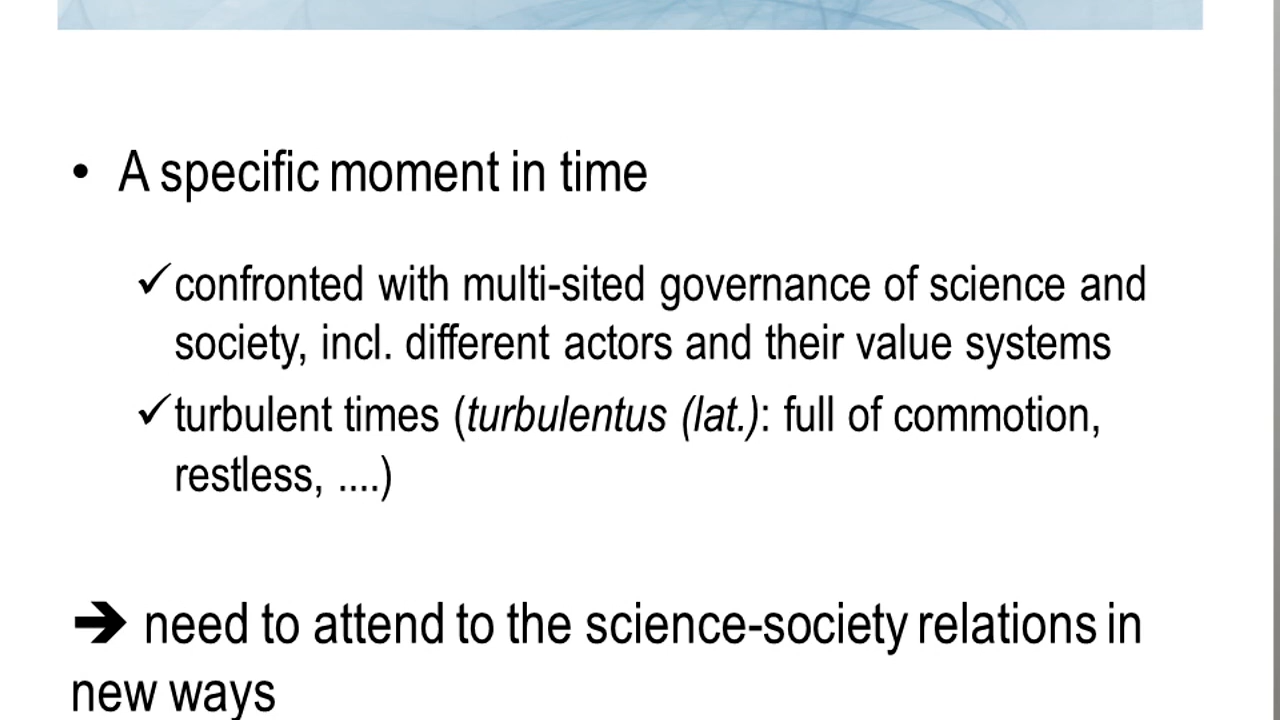 • A specific moment in time
✓confronted with multi-sited governance of science and
society, incl. different actors and their value systems
✓turbulent times (turbulentus (lat.): full of commotion,
restless, ....)
➔ need to attend to the science-society relations in
new ways